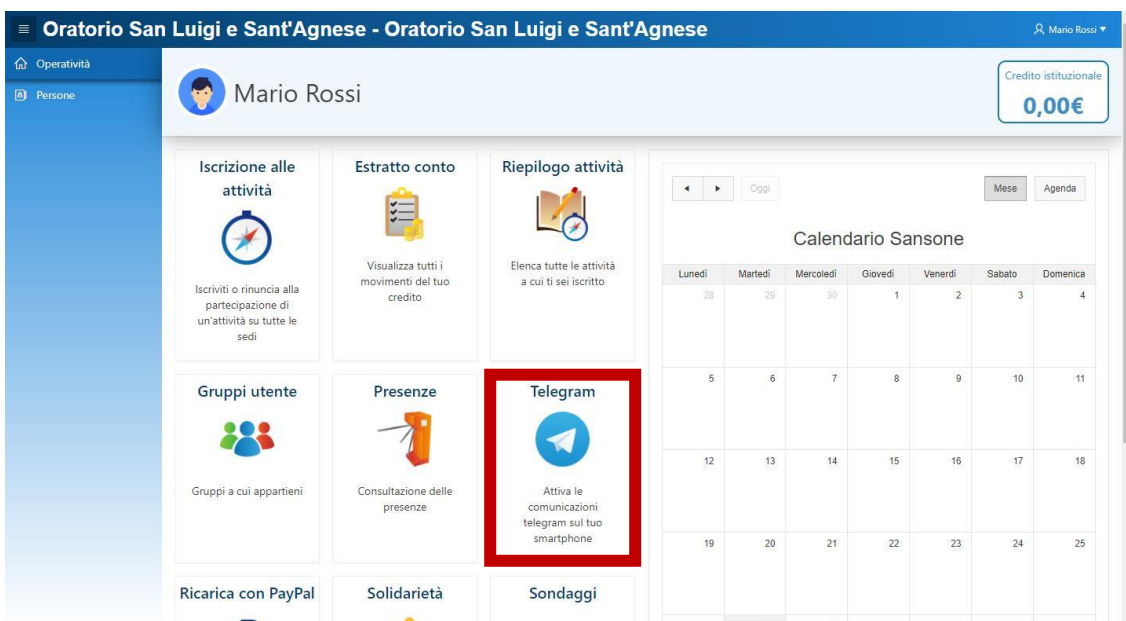 Oratorio San Luigi e Sant'Agnese - Oratorio San Luigi e Sant'Agnese
Mario Rossi
Operatività
Persone
Mario Rossi
Credito istituzionale
0,00€
Iscrizione alle
attività
Iscriviti o rinuncia alla
partecipazione di
un'attività su tutte le
sedi
Estratto conto
Visualizza tutti i
movimenti del tuo
credito
Riepilogo attività
Elenca tutte le attività
a cui ti sei iscritto
Gruppi utente
Gruppi a cui appartieni
Presenze
Consultazione delle
presenze
Telegram
Attiva le
comunicazioni
telegram sul tuo
smartphone
Ricarica con PayPal
Solidarietà
Sondaggi
Oggi
Mese Agenda
Calendario Sansone
Lunedì Martedì Mercoledì Giovedì Venerdì Sabato Domenica
28 29 30 1 2 3 4
5 6 7 8 9 10 11
12 13 14 15 16 17 18
19 20 21 22 23 24 25